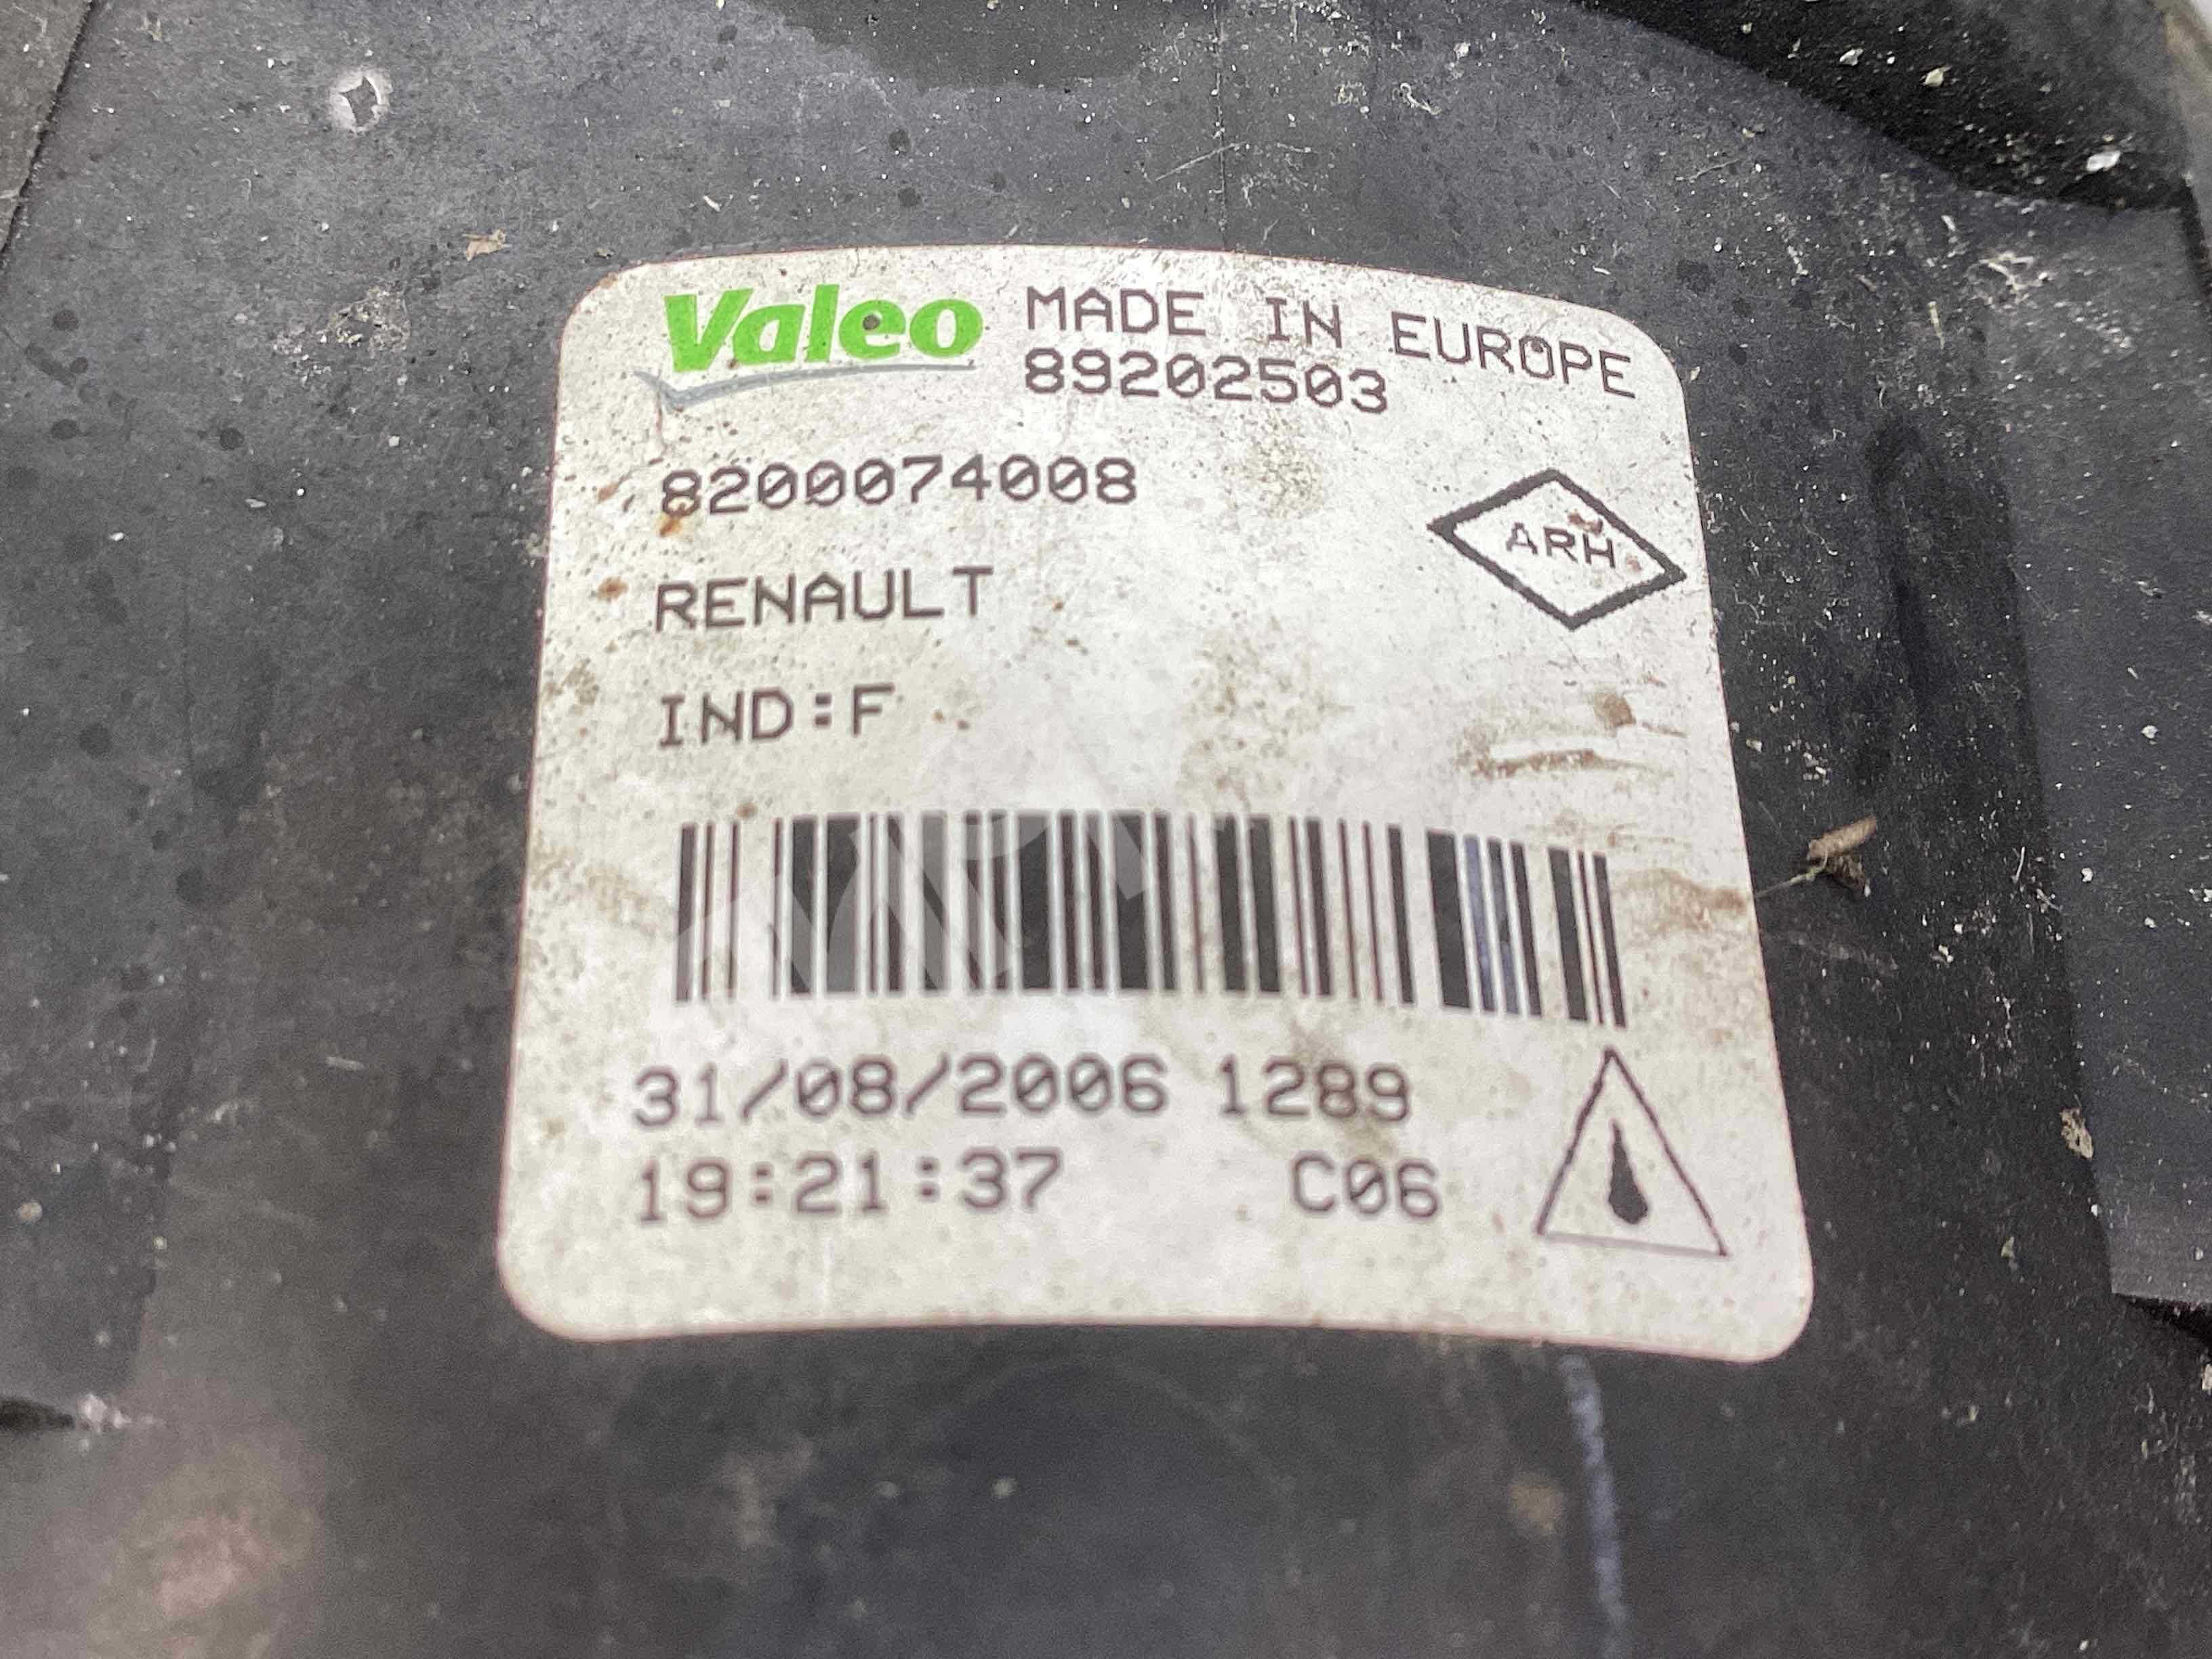 Valeo MADE IN EUROPE
89202503
8200074008
ARH
RENAULT
IND:F
31/08/2006 1289
19:21:37 C06